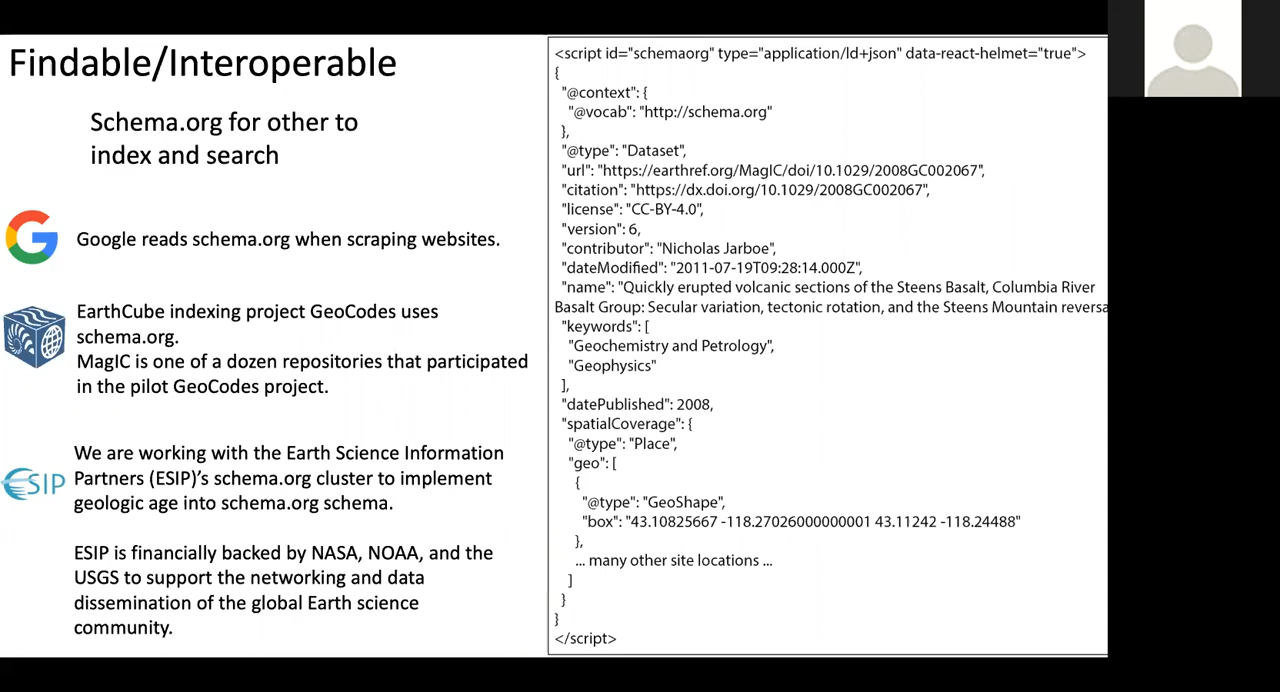 Findable/Interoperable
Schema.org for other to
index and search
Google reads schema.org when scraping websites.
EarthCube indexing project GeoCodes uses
schema.org.
MagIC is one of a dozen repositories that participated
in the pilot GeoCodes project.
ESIP
We are working with the Earth Science Information
Partners (ESIP)’s schema.org cluster to implement
geologic age into schema.org schema.
ESIP is financially backed by NASA, NOAA, and the
USGS to support the networking and data
dissemination of the global Earth science
community.
<script id="schemaorg" type="application/ld+json" data-react-helmet="true">
{
"@context": {
"@vocab": "http://schema.org"
},
"@type": "Dataset",
"url": "https://earthref.org/MagIC/doi/10.1029/2008GC002067",
"citation": "https://dx.doi.org/10.1029/2008GC002067",
"license": "CC-BY-4.0",
"version": 6,
"contributor": "Nicholas Jarboe",
"dateModified": "2011-07-19T09:28:14.000Z",
"name": "Quickly erupted volcanic sections of the Steens Basalt, Columbia River
Basalt Group: Secular variation, tectonic rotation, and the Steens Mountain reversa
"keywords": [
"Geochemistry and Petrology",
"Geophysics"
],
"datePublished": 2008,
"spatialCoverage": {
"@type": "Place",
"geo": [
{
"@type": "GeoShape",
"box": "43.10825667 -118.27026000000001 43.11242 -118.24488"
},
... many other site locations ...
]
}
}
</script>